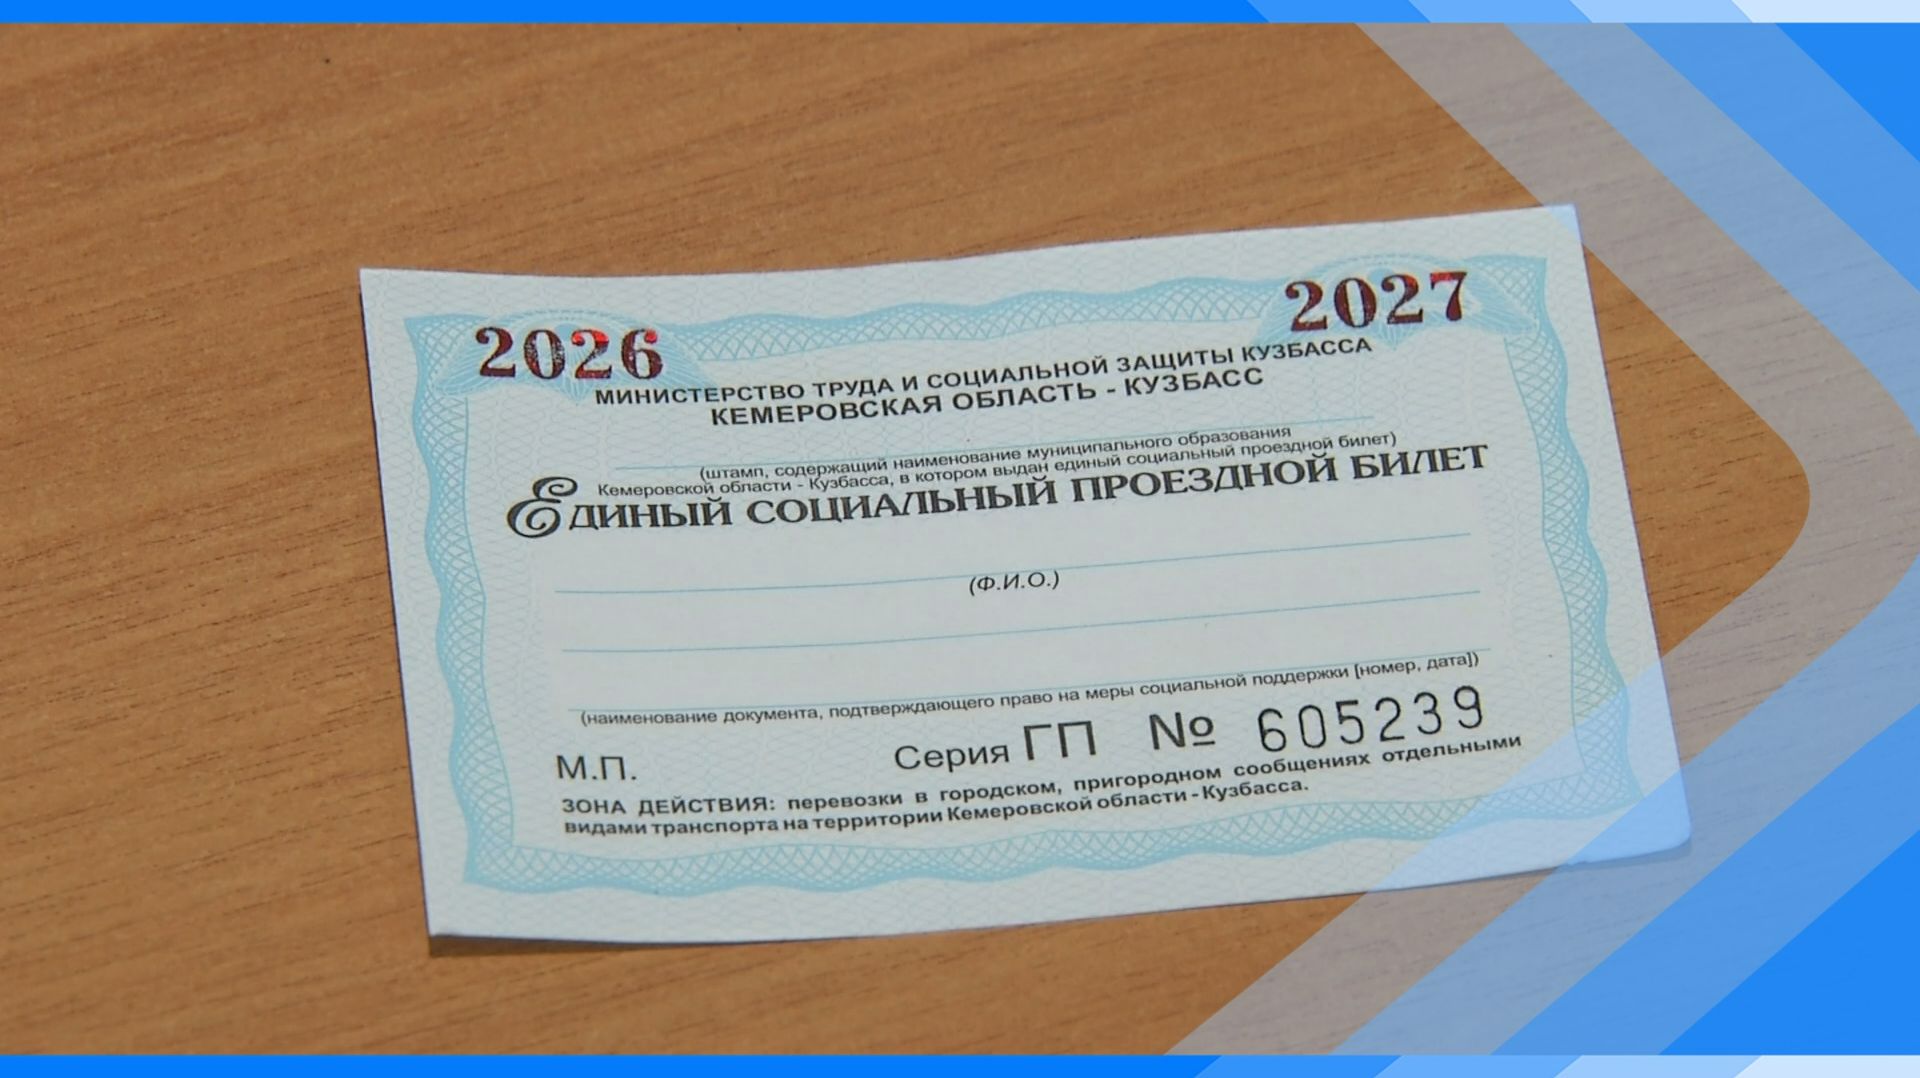 2026
2027
МИНИСТЕРСТВО ТРУДА И СОЦИАЛЬНОЙ ЗАЩИТЫ КУЗБАССА
КЕМЕРОВСКАЯ ОБЛАСТЬ - КУЗБАСС
(штамп, содержащий наименование муниципального образования
Кемеровской области - Кузбасса, в котором выдан единый социальный проездной билет)
ЕДИНЫЙ СОЦИАЛЬНЫЙ ПРОЕЗДНОЙ БИЛЕТ
(Ф.И.О.)
(наименование документа, подтверждающего право на меры социальной поддержки [номер, дата])
М.П.
Серия ГП № 605239
ЗОНА ДЕЙСТВИЯ: перевозки в городском, пригородном сообщениях отдельными
видами транспорта на территории Кемеровской области - Кузбасса.